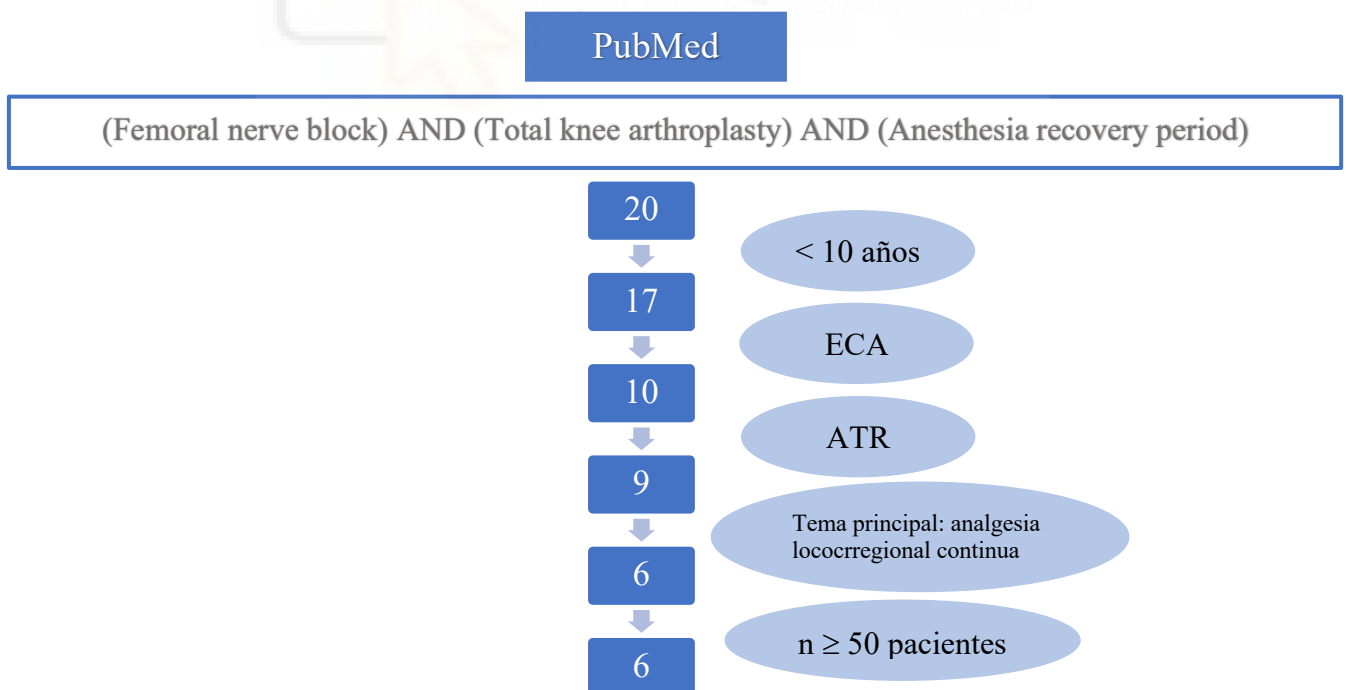 PubMed
(Femoral nerve block) AND (Total knee arthroplasty) AND (Anesthesia recovery period)
20
< 10 años
17
ECA
10
ATR
9
Tema principal: analgesia
lococrregional continua
6
n ≥ 50 pacientes
6